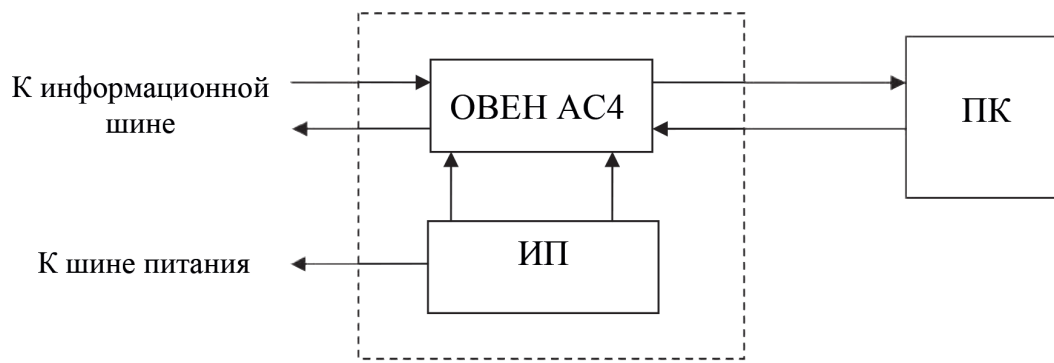 К информационной
шине
ОВЕН АС4
ПК
ИП
К шине питания